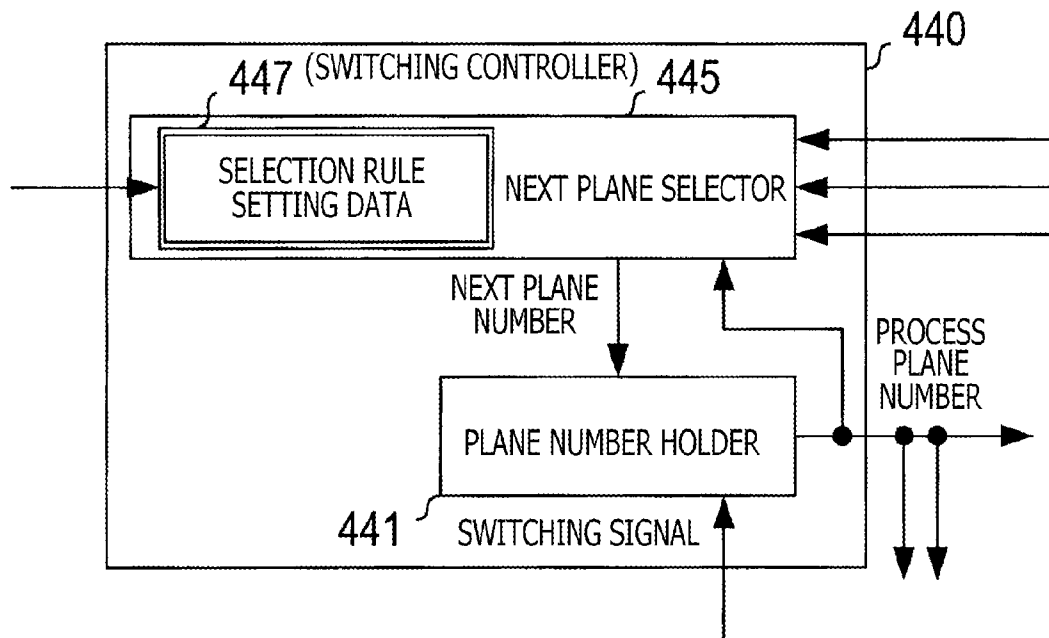 440
(SWITCHING CONTROLLER)
447
445
SELECTION RULE
SETTING DATA
NEXT PLANE SELECTOR
NEXT PLANE
NUMBER
PROCESS
PLANE
NUMBER
PLANE NUMBER HOLDER
441
SWITCHING SIGNAL